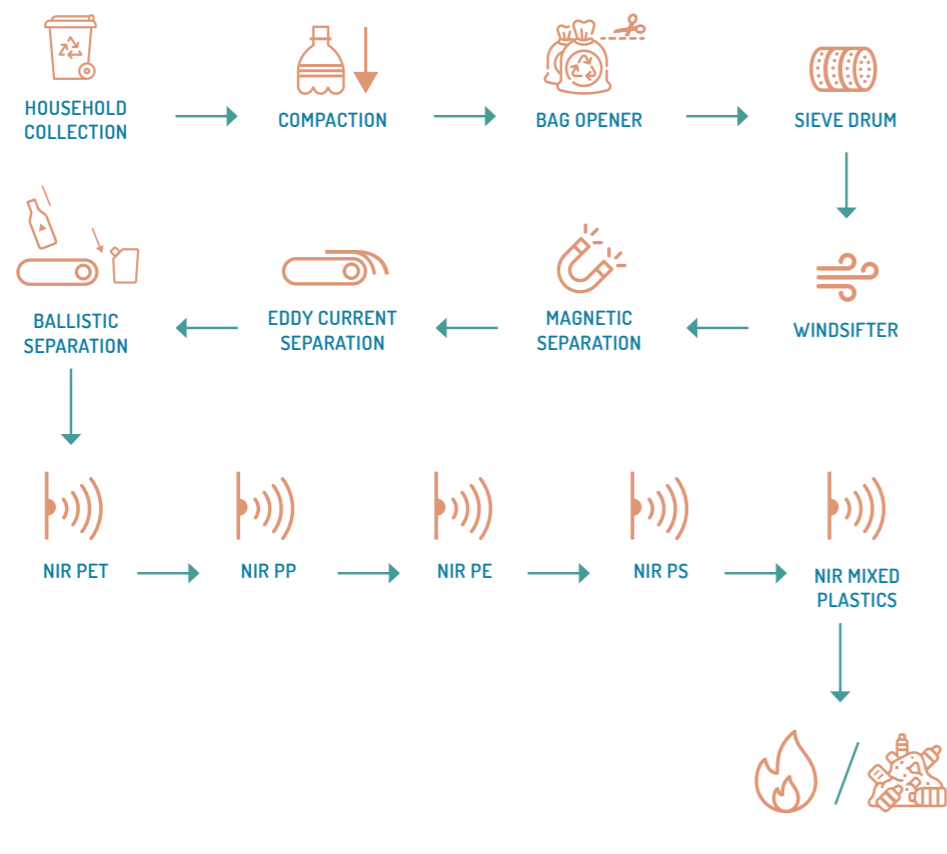 HOUSEHOLD
COLLECTION
COMPACTION
BAG OPENER
SIEVE DRUM
WINDSIFTER
MAGNETIC
SEPARATION
EDDY CURRENT
SEPARATION
BALLISTIC
SEPARATION
NIR PET
NIR PP
NIR PE
NIR PS
NIR MIXED
PLASTICS